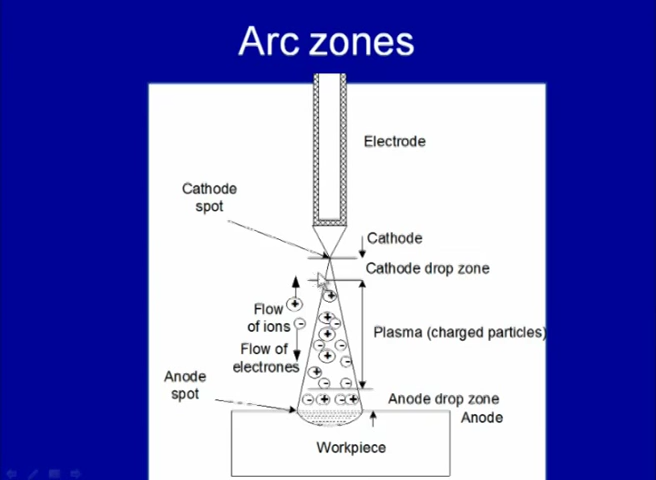 Arc zones
Electrode
Cathode
spot
Cathode
Cathode drop zone
Flow
of ions
Plasma (charged particles)
Flow of
electrones
Anode
spot
Anode drop zone
Anode
Workpiece